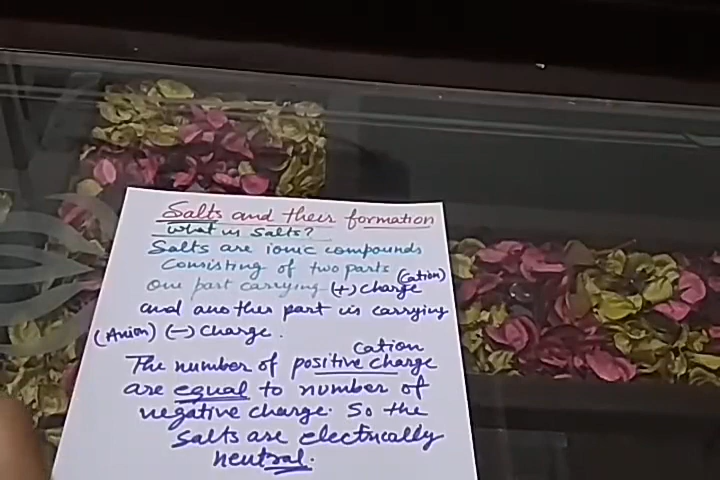 Salts and their formation
What is Salts?
Salts are ionic compounds
Consisting of two parts
One part carrying (+) charge (Cation)
and another part is carrying
(Anion) (-) charge.
Cation
The number of positive charge
are equal to number of
negative charge. So the
Salts are electrically
neutral.